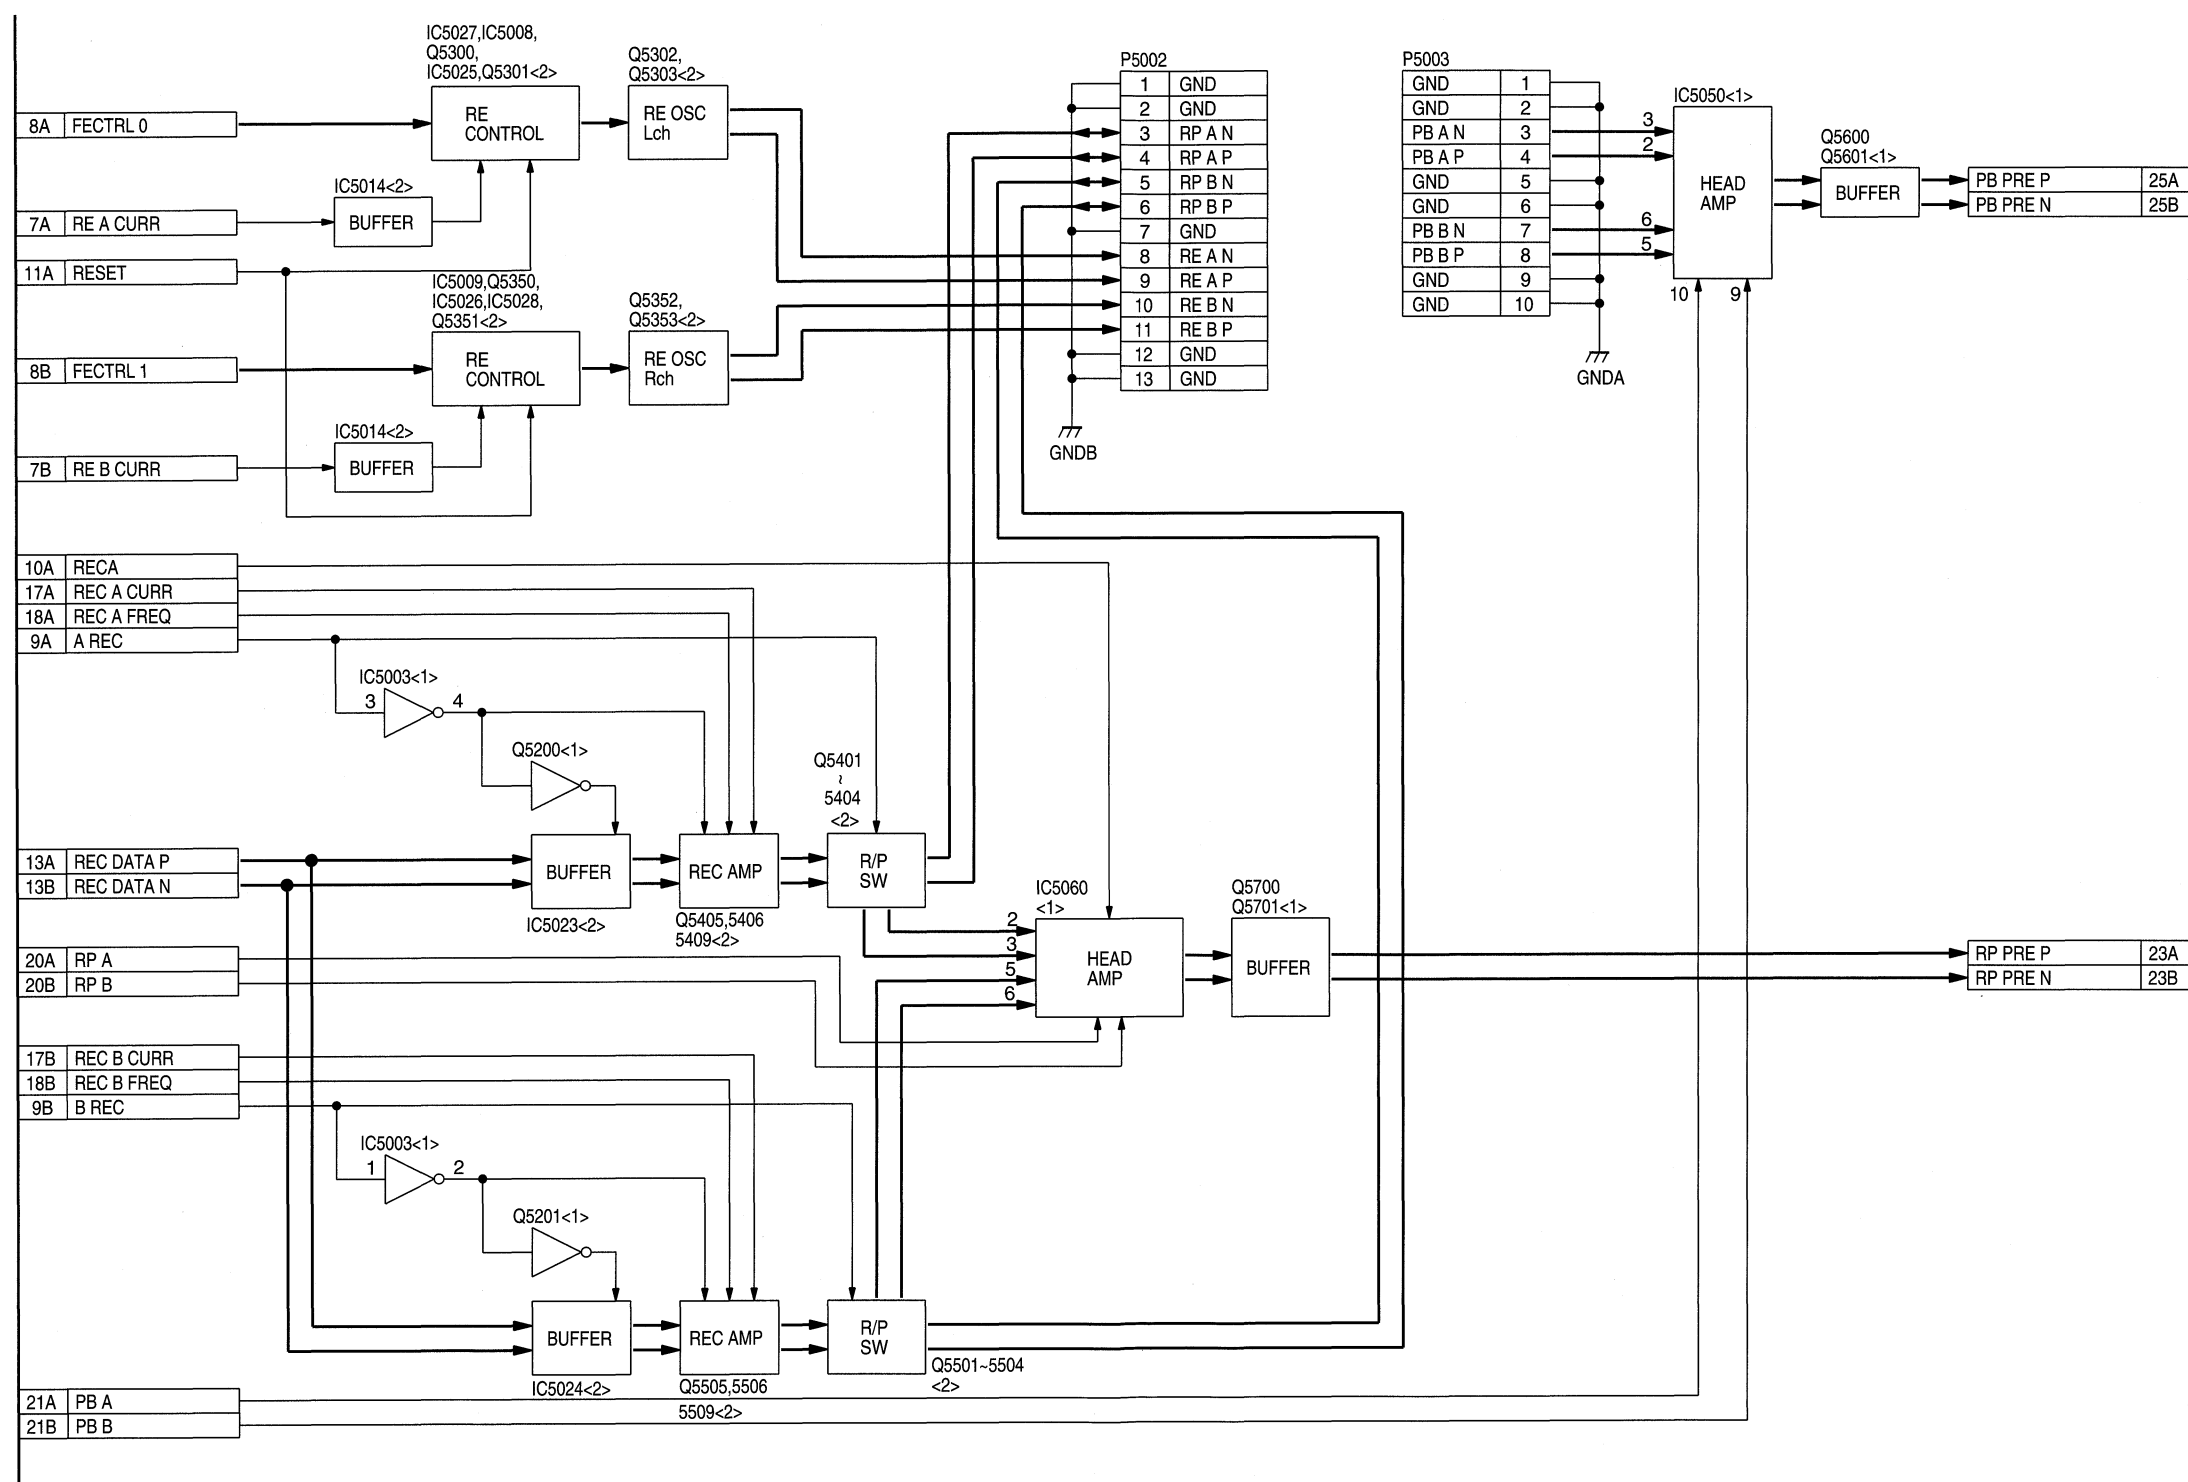 IC5027,IC5008,
Q5300,
IC5025,Q5301<2>
RE
CONTROL
Q5302,
Q5303<2>
RE OSC
Lch
8A FECTRL 0
IC5014<2>
BUFFER
7A RE A CURR
11A RESET
IC5009,Q5350,
IC5026,IC5028,
Q5351<2>
RE
CONTROL
Q5352,
Q5353<2>
RE OSC
Rch
8B FECTRL 1
IC5014<2>
BUFFER
7B RE B CURR
P5002
1 GND
2 GND
3 RP A N
4 RP A P
5 RP B N
6 RP B P
7 GND
8 RE A N
9 RE A P
10 RE B N
11 RE B P
12 GND
13 GND
GNDB
P5003
GND 1
GND 2
PB A N 3
PB A P 4
GND 5
GND 6
PB B N 7
PB B P 8
GND 9
GND 10
GNDA
IC5050<1>
3
2
6
5
10
9
HEAD
AMP
Q5600
Q5601<1>
BUFFER
PB PRE P 25A
PB PRE N 25B
10A RECA
17A REC A CURR
18A REC A FREQ
9A A REC
IC5003<1>
3
4
Q5200<1>
Q5401
~
5404
<2>
13A REC DATA P
13B REC DATA N
BUFFER
IC5023<2>
REC AMP
Q5405,5406
5409<2>
R/P
SW
20A RP A
20B RP B
IC5060
<1>
2
3
5
6
HEAD
AMP
Q5700
Q5701<1>
BUFFER
RP PRE P 23A
RP PRE N 23B
17B REC B CURR
18B REC B FREQ
9B B REC
IC5003<1>
1
2
Q5201<1>
BUFFER
IC5024<2>
REC AMP
Q5505,5506
5509<2>
R/P
SW
Q5501~5504
<2>
21A PB A
21B PB B